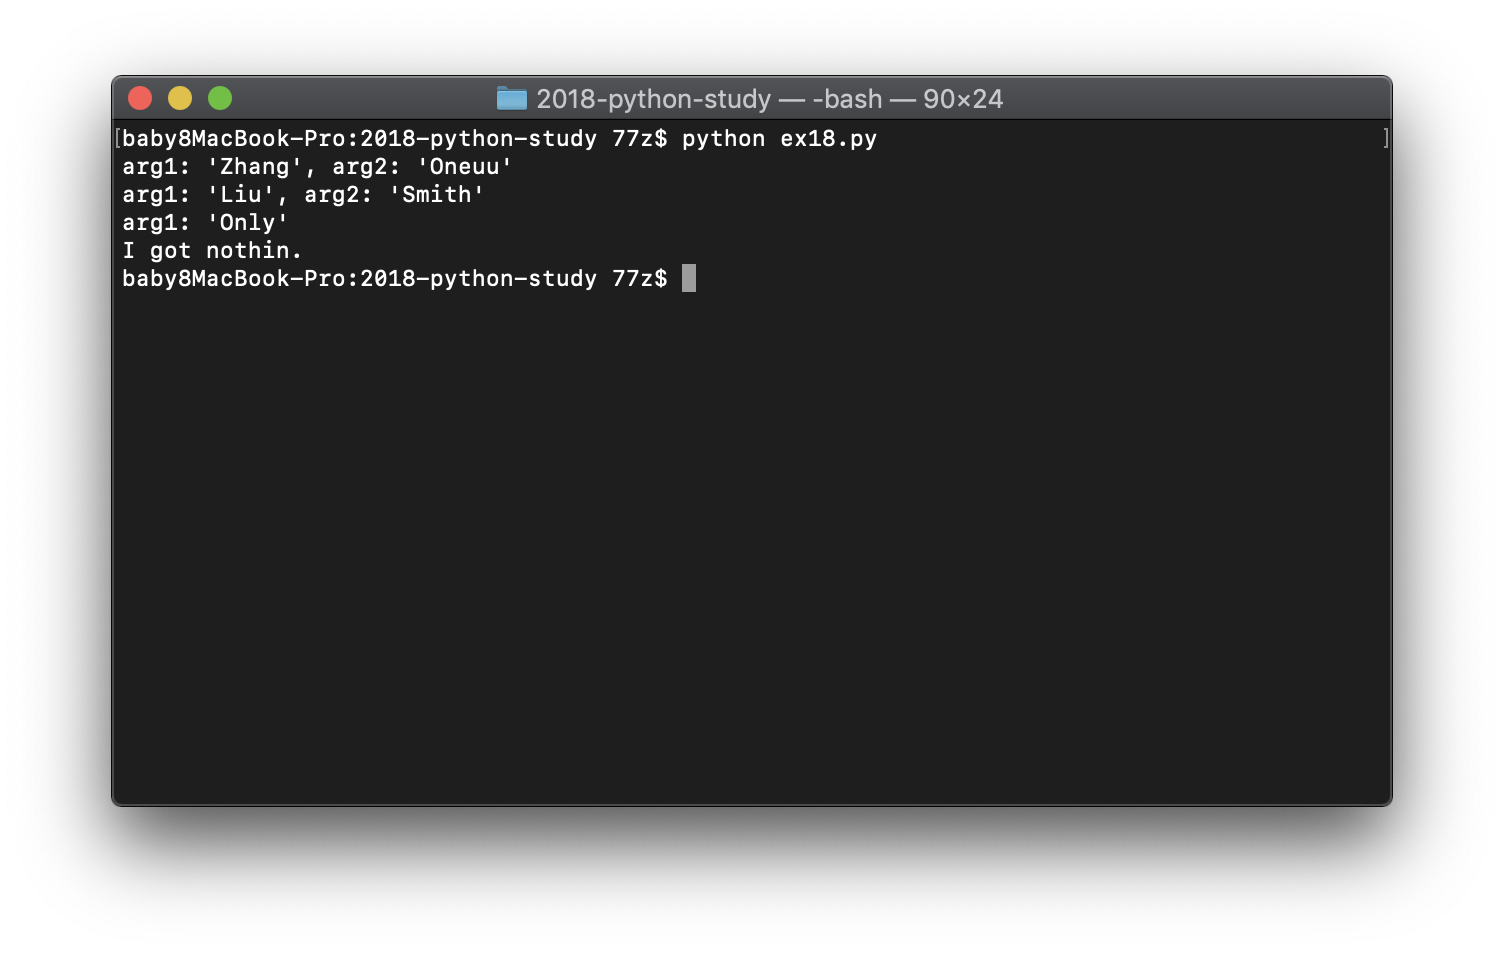 2018-python-study — -bash — 90×24
[baby8MacBook-Pro:2018-python-study 77z$ python ex18.py ]
arg1: 'Zhang', arg2: 'Oneuu'
arg1: 'Liu', arg2: 'Smith'
arg1: 'Only'
I got nothin.
baby8MacBook-Pro:2018-python-study 77z$